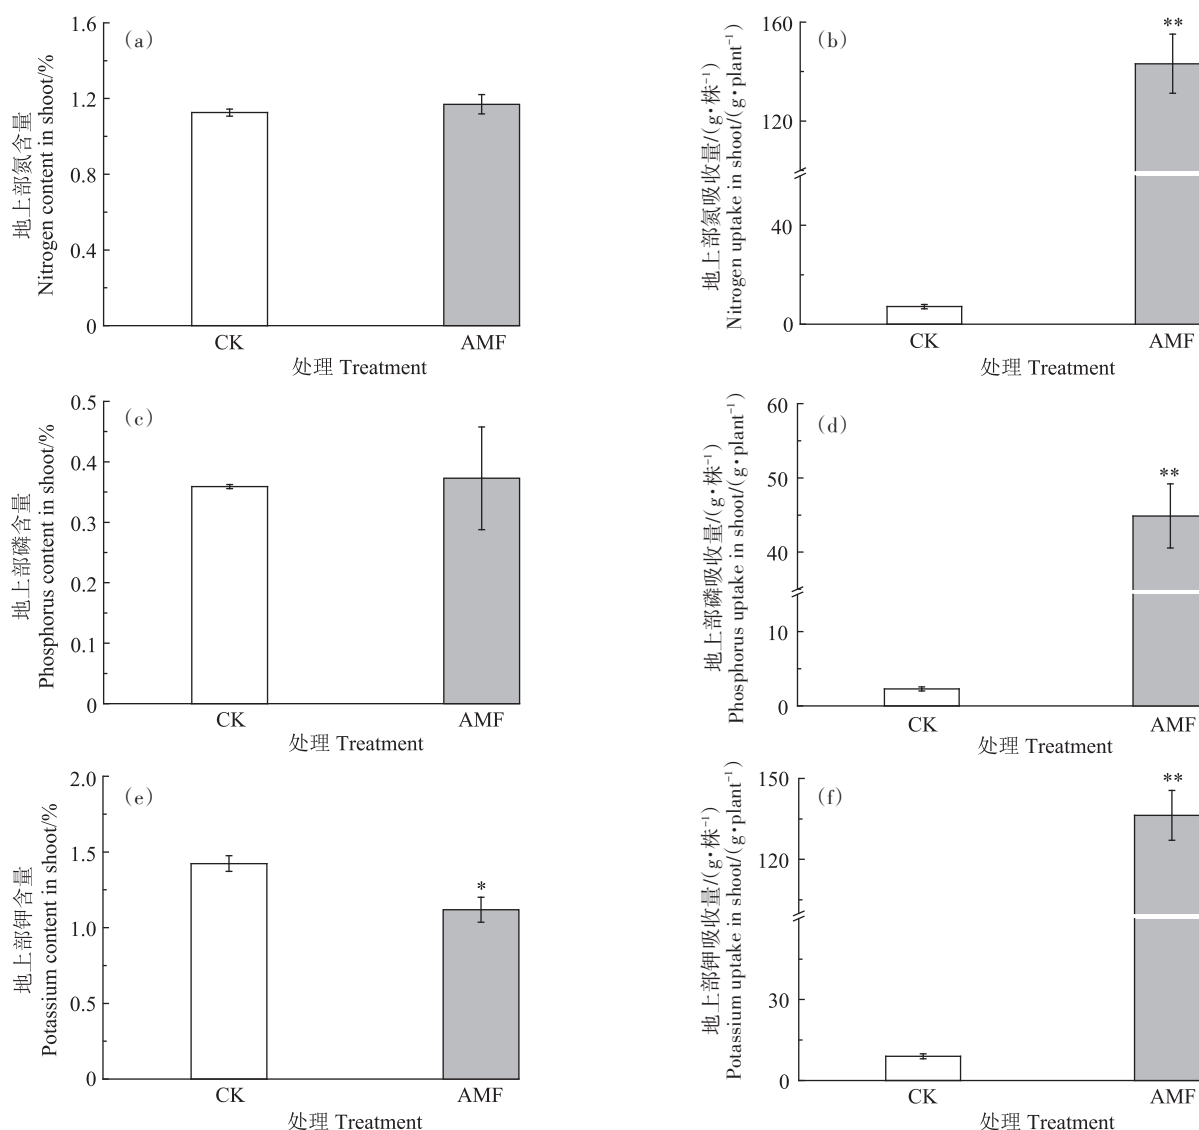 地上部氮含量
Nitrogen content in shoot/%
1.6
1.2
0.8
0.4
0
(a)
CK
AMF
处理 Treatment
地上部氮吸收量/(g·株⁻¹)
Nitrogen uptake in shoot/(g·plant⁻¹)
160
120
40
0
(b)
**
CK
AMF
处理 Treatment
地上部磷含量
Phosphorus content in shoot/%
0.5
0.4
0.3
0.2
0.1
0
(c)
CK
AMF
处理 Treatment
地上部磷吸收量/(g·株⁻¹)
Phosphorus uptake in shoot/(g·plant⁻¹)
60
50
40
10
0
(d)
**
CK
AMF
处理 Treatment
地上部钾含量
Potassium content in shoot/%
2.0
1.5
1.0
0.5
0
(e)
*
CK
AMF
处理 Treatment
地上部钾吸收量/(g·株⁻¹)
Potassium uptake in shoot/(g·plant⁻¹)
150
120
30
0
(f)
**
CK
AMF
处理 Treatment